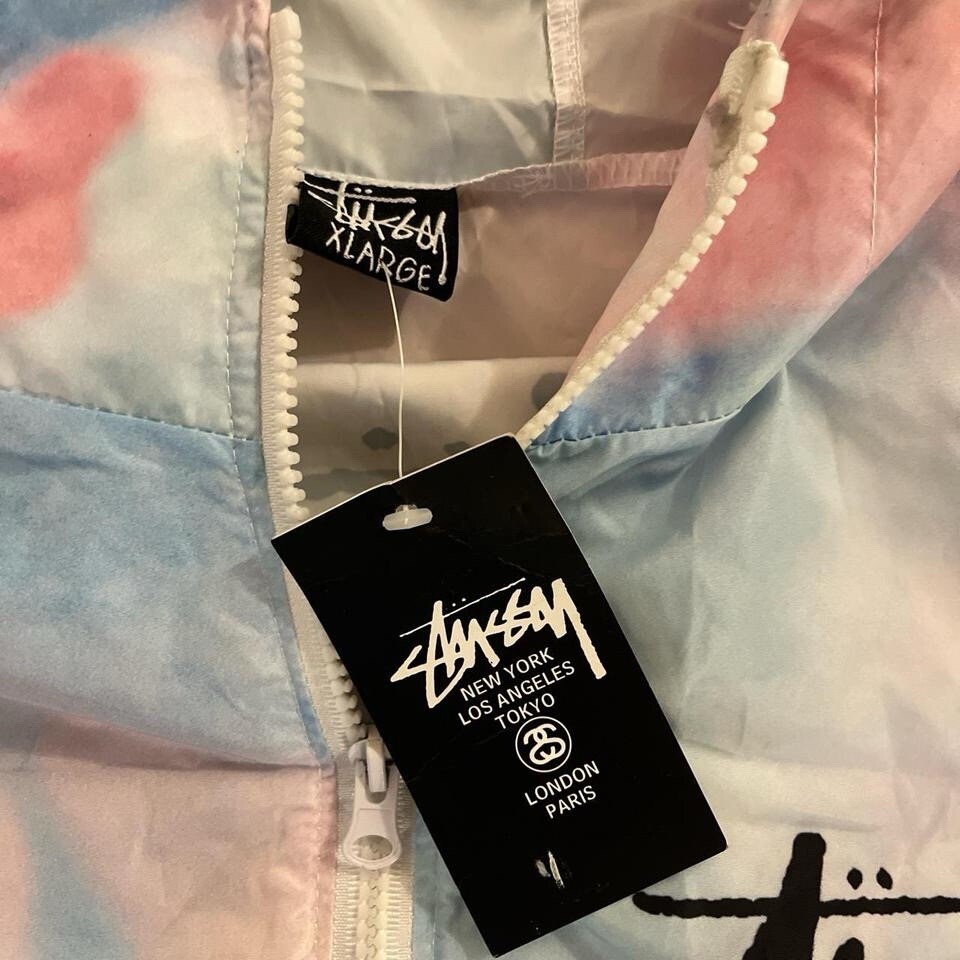 Stüssy
XLARGE
Stüssy
NEW YORK
LOS ANGELES
TOKYO
LONDON
PARIS